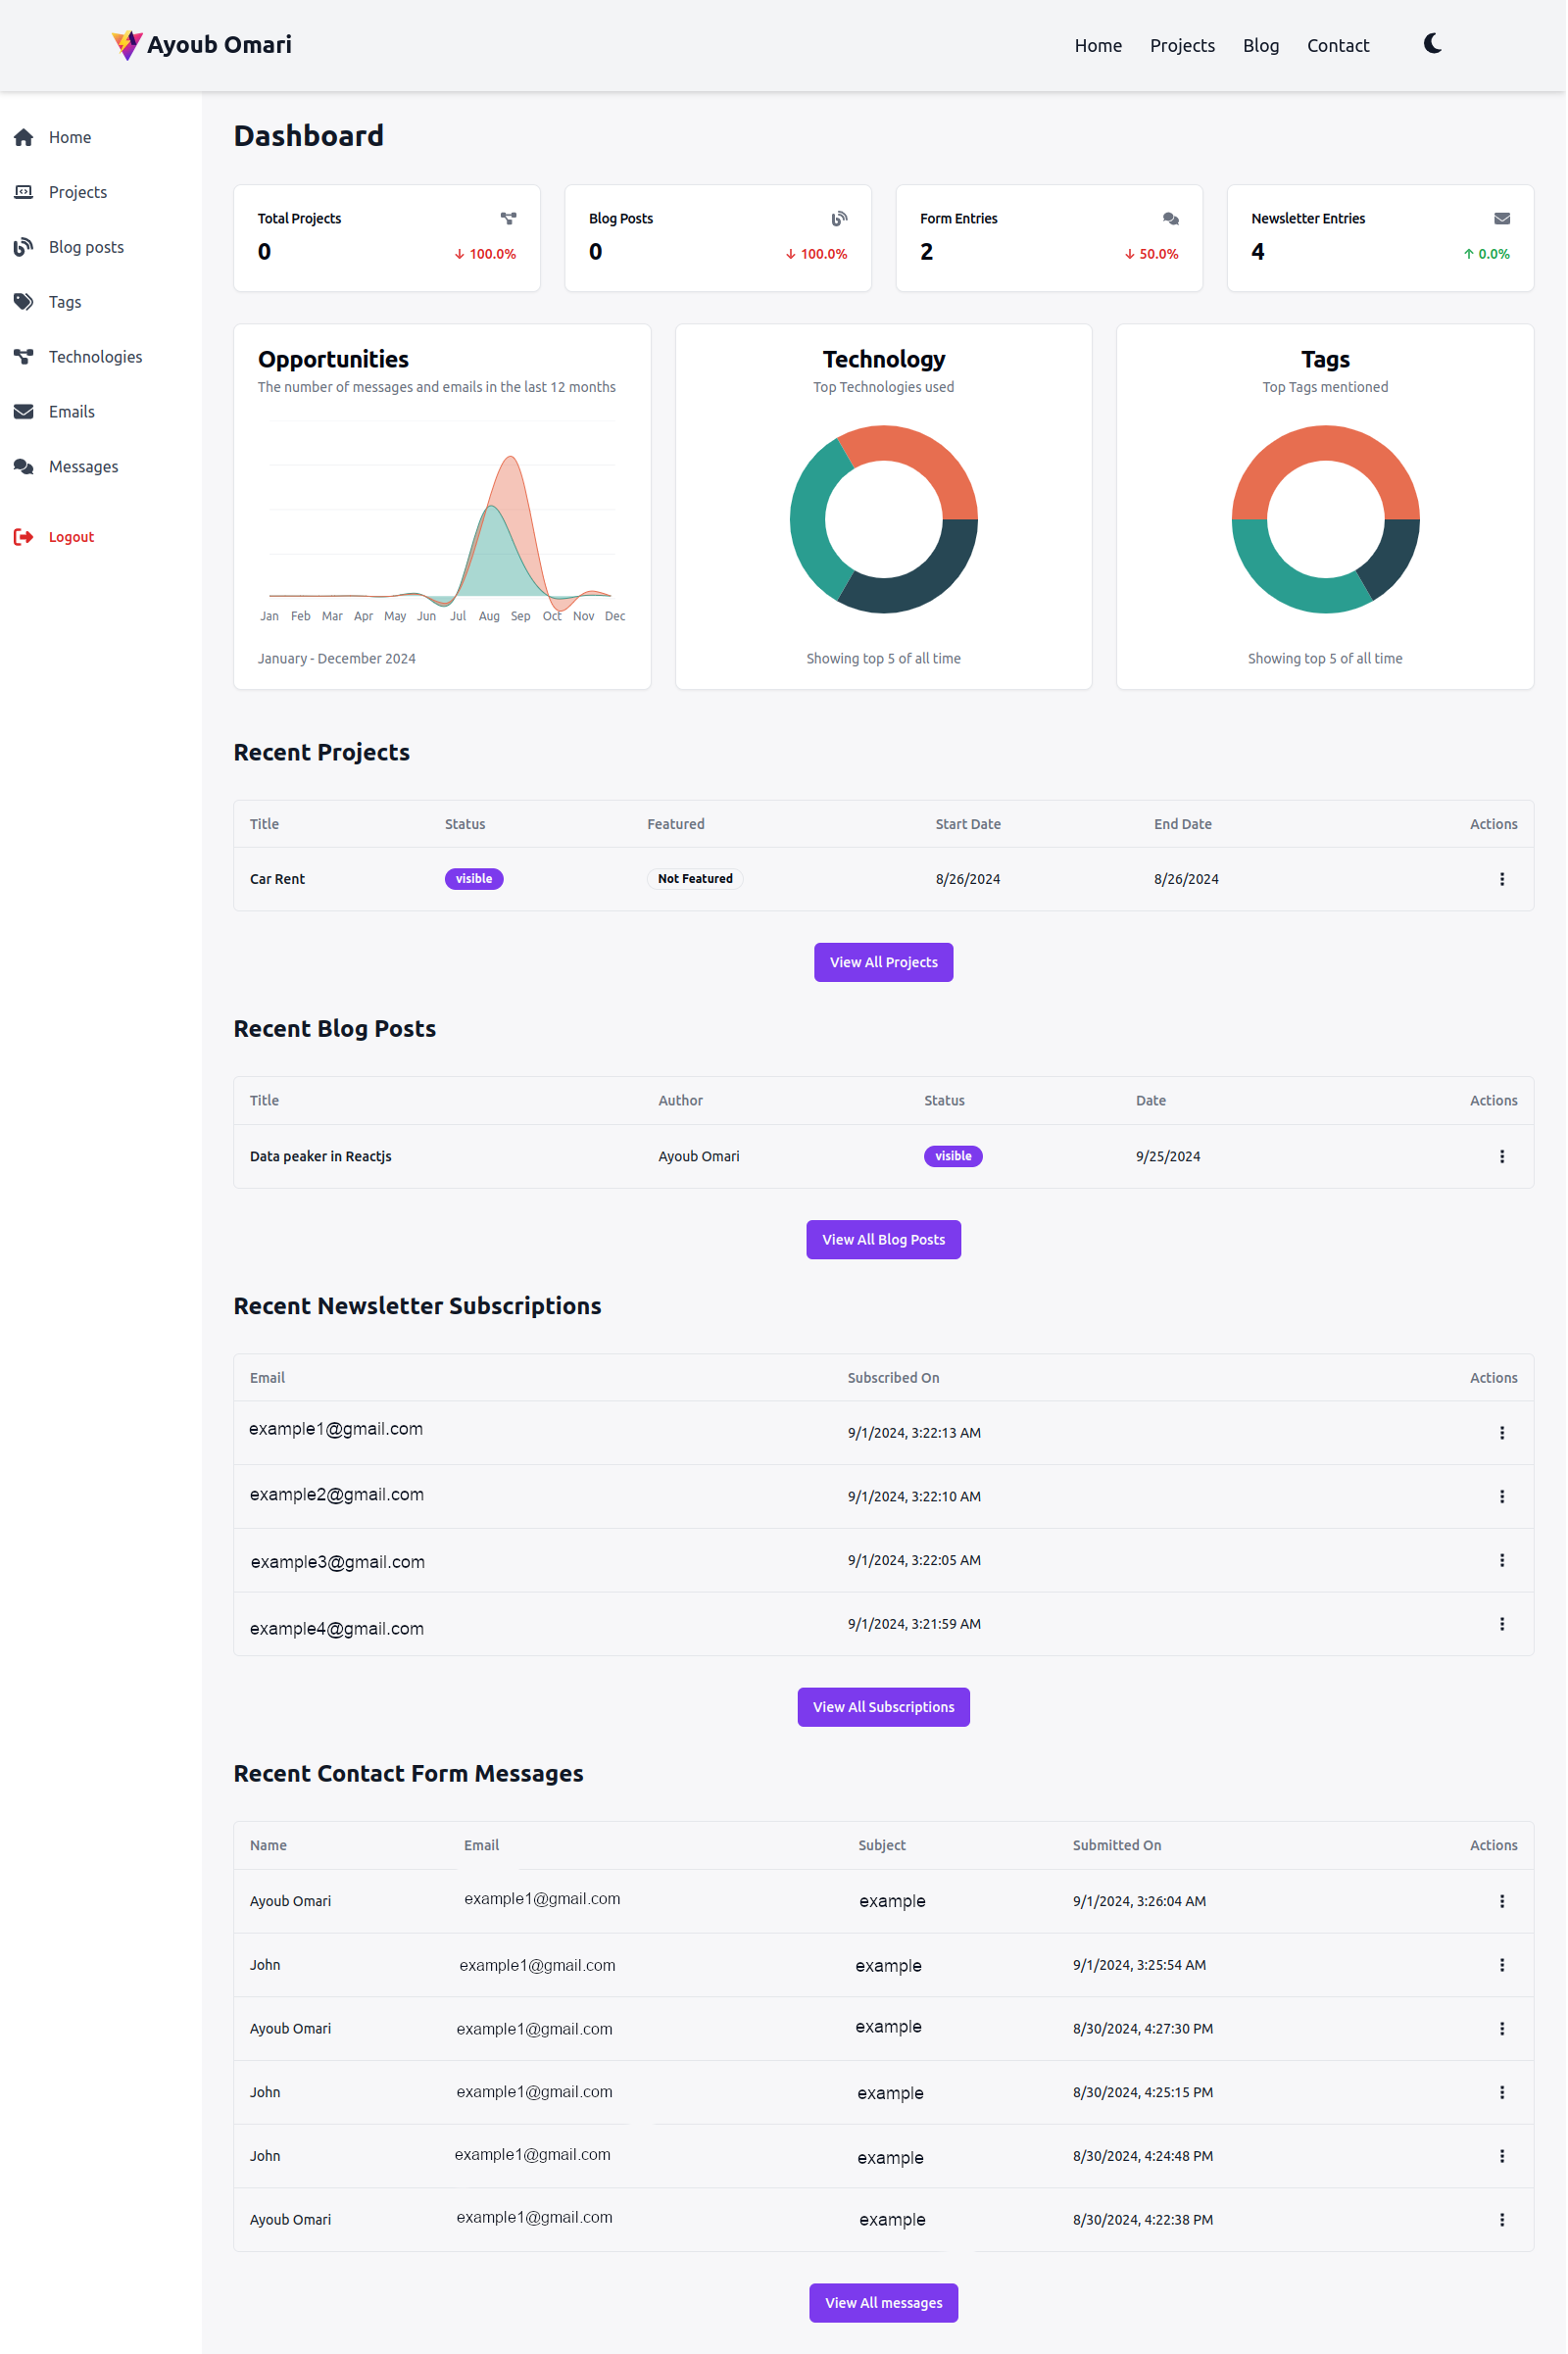 Ayoub Omari
Home Projects Blog Contact
Home
Projects
Blog posts
Tags
Technologies
Emails
Messages
Logout
Dashboard
Total Projects
0 ↓ 100.0%
Blog Posts
0 ↓ 100.0%
Form Entries
2 ↓ 50.0%
Newsletter Entries
4 ↑ 0.0%
Opportunities
The number of messages and emails in the last 12 months
Jan Feb Mar Apr May Jun Jul Aug Sep Oct Nov Dec
January - December 2024
Technology
Top Technologies used
Showing top 5 of all time
Tags
Top Tags mentioned
Showing top 5 of all time
Recent Projects
Title Status Featured Start Date End Date Actions
Car Rent visible Not Featured 8/26/2024 8/26/2024
View All Projects
Recent Blog Posts
Title Author Status Date Actions
Data peaker in Reactjs Ayoub Omari visible 9/25/2024
View All Blog Posts
Recent Newsletter Subscriptions
Email Subscribed On Actions
example1@gmail.com 9/1/2024, 3:22:13 AM
example2@gmail.com 9/1/2024, 3:22:10 AM
example3@gmail.com 9/1/2024, 3:22:05 AM
example4@gmail.com 9/1/2024, 3:21:59 AM
View All Subscriptions
Recent Contact Form Messages
Name Email Subject Submitted On Actions
Ayoub Omari example1@gmail.com example 9/1/2024, 3:26:04 AM
John example1@gmail.com example 9/1/2024, 3:25:54 AM
Ayoub Omari example1@gmail.com example 8/30/2024, 4:27:30 PM
John example1@gmail.com example 8/30/2024, 4:25:15 PM
John example1@gmail.com example 8/30/2024, 4:24:48 PM
Ayoub Omari example1@gmail.com example 8/30/2024, 4:22:38 PM
View All messages